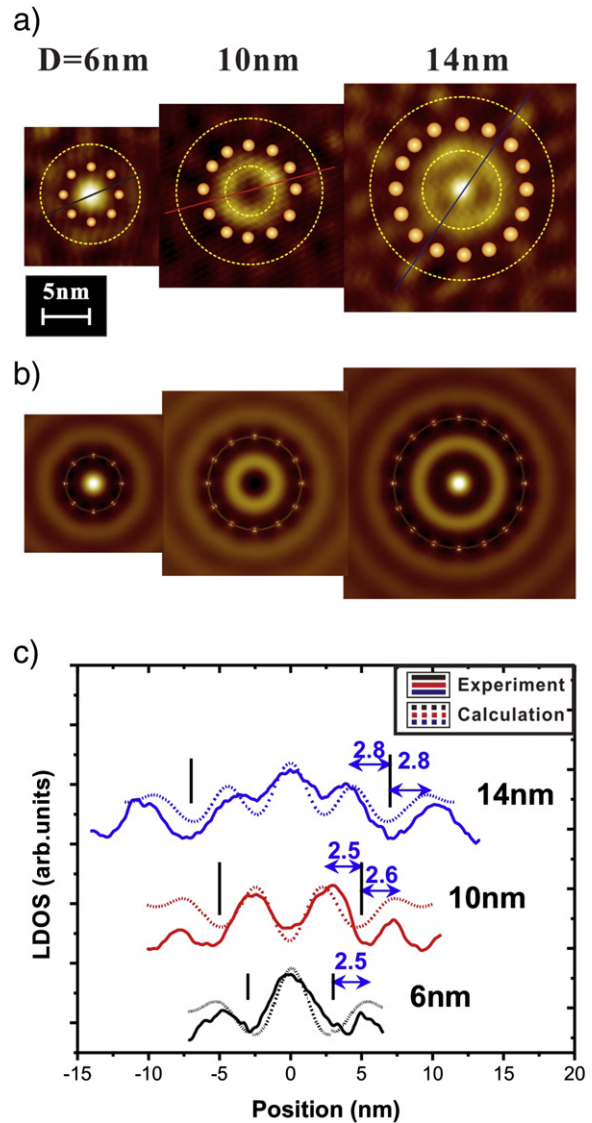 a)
D=6nm 10nm 14nm
5nm
b)
c)
Experiment
Calculation
2.8
2.8
14nm
2.5
2.6
10nm
2.5
6nm
LDOS (arb.units)
-15 -10 -5 0 5 10 15 20
Position (nm)